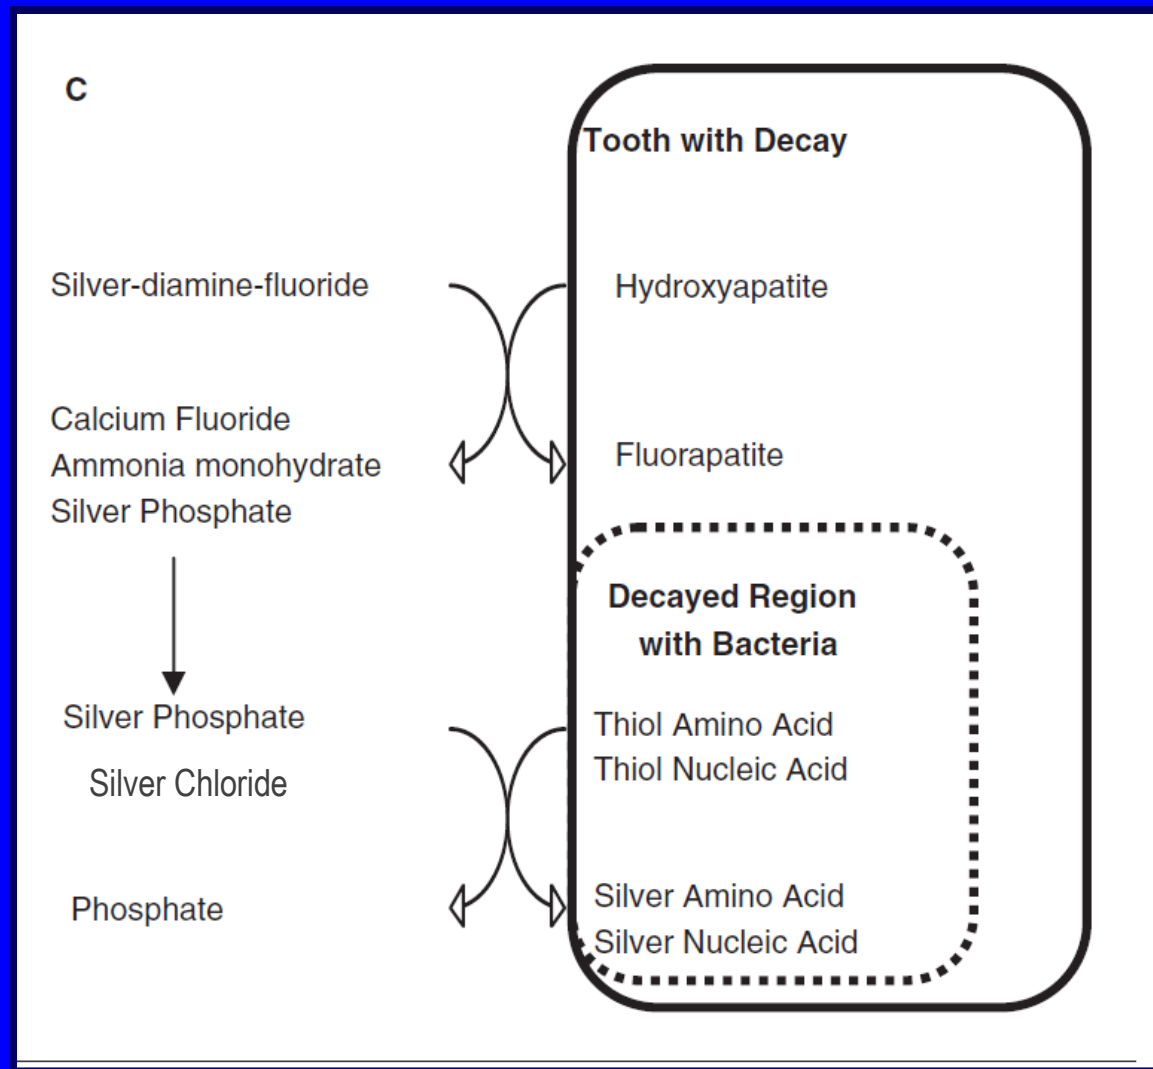 C
Tooth with Decay
Silver-diamine-fluoride
Hydroxyapatite
Calcium Fluoride
Ammonia monohydrate
Silver Phosphate
Fluorapatite
Decayed Region
with Bacteria
Silver Phosphate
Silver Chloride
Thiol Amino Acid
Thiol Nucleic Acid
Phosphate
Silver Amino Acid
Silver Nucleic Acid